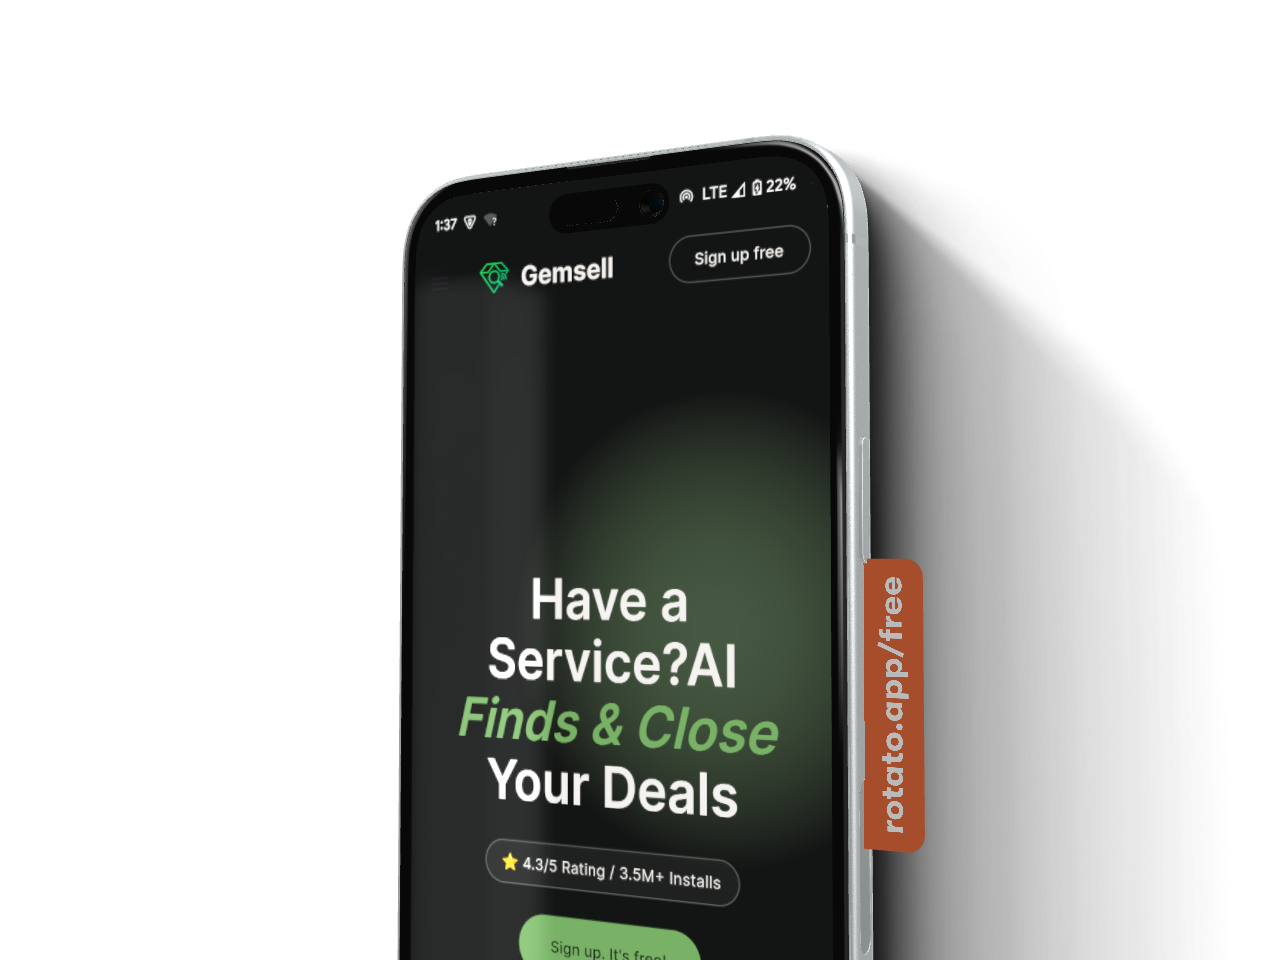 1:37 LTE 22%
Gemsell
Sign up free
Have a
Service?AI
Finds & Close
Your Deals
4.3/5 Rating / 3.5M+ Installs
Sign up. It's free!
rotato.app/free